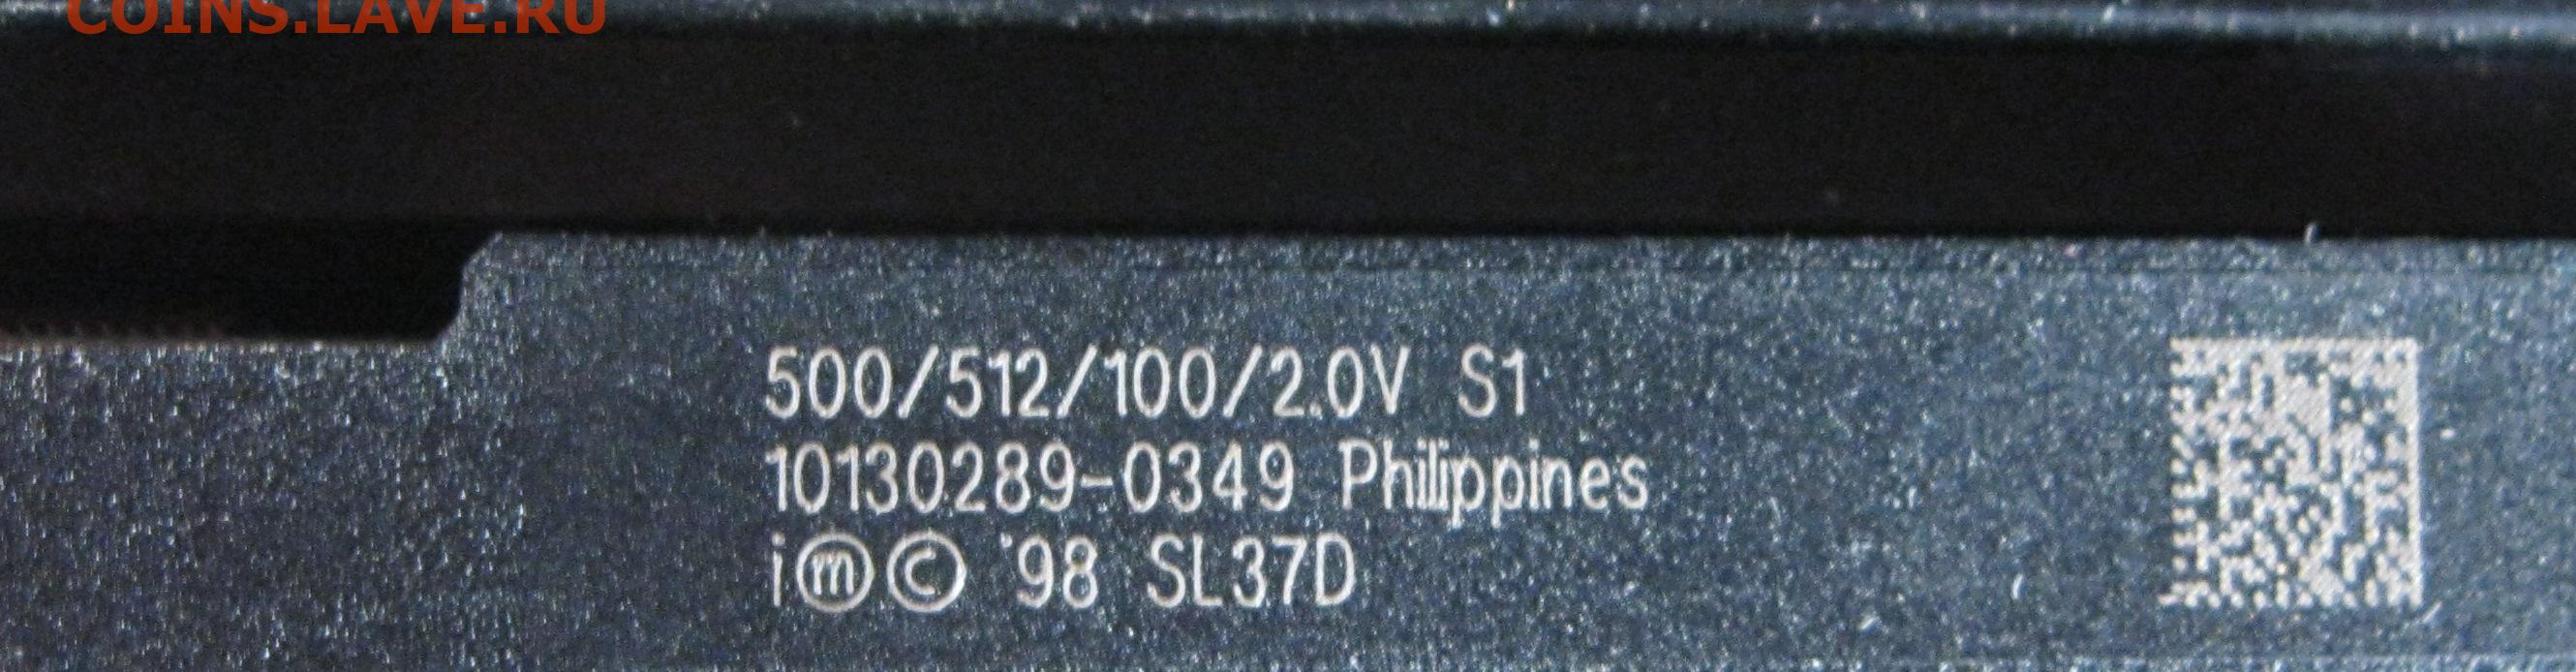 COINS.LAVE.RU
500/512/100/2.0V S1
10130289-0349 Philippines
i ⓜ © '98 SL37D